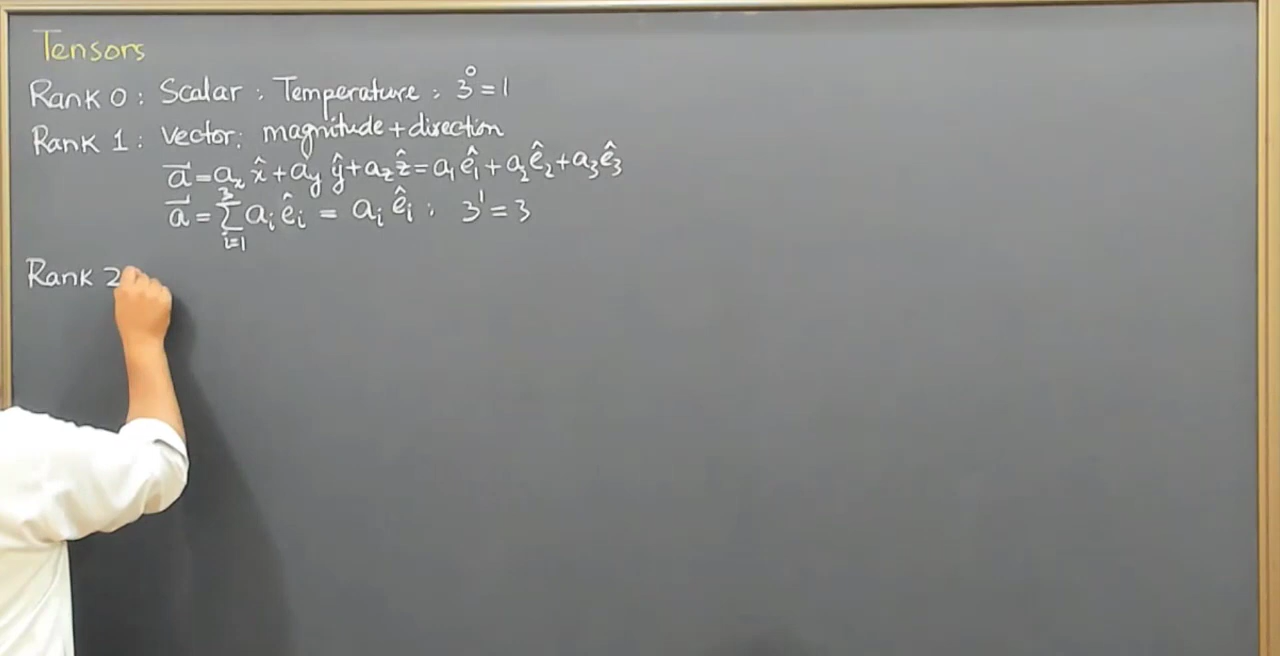 Tensors
Rank 0 : Scalar : Temperature : 3⁰ = 1
Rank 1 : Vector : magnitude + direction
a⃗ = aₓ x̂ + a_y ŷ + a_z ẑ = a₁ ê₁ + a₂ ê₂ + a₃ ê₃
a⃗ = ∑_{i=1}^{3} aᵢ êᵢ = aᵢ êᵢ : 3¹ = 3
Rank 2